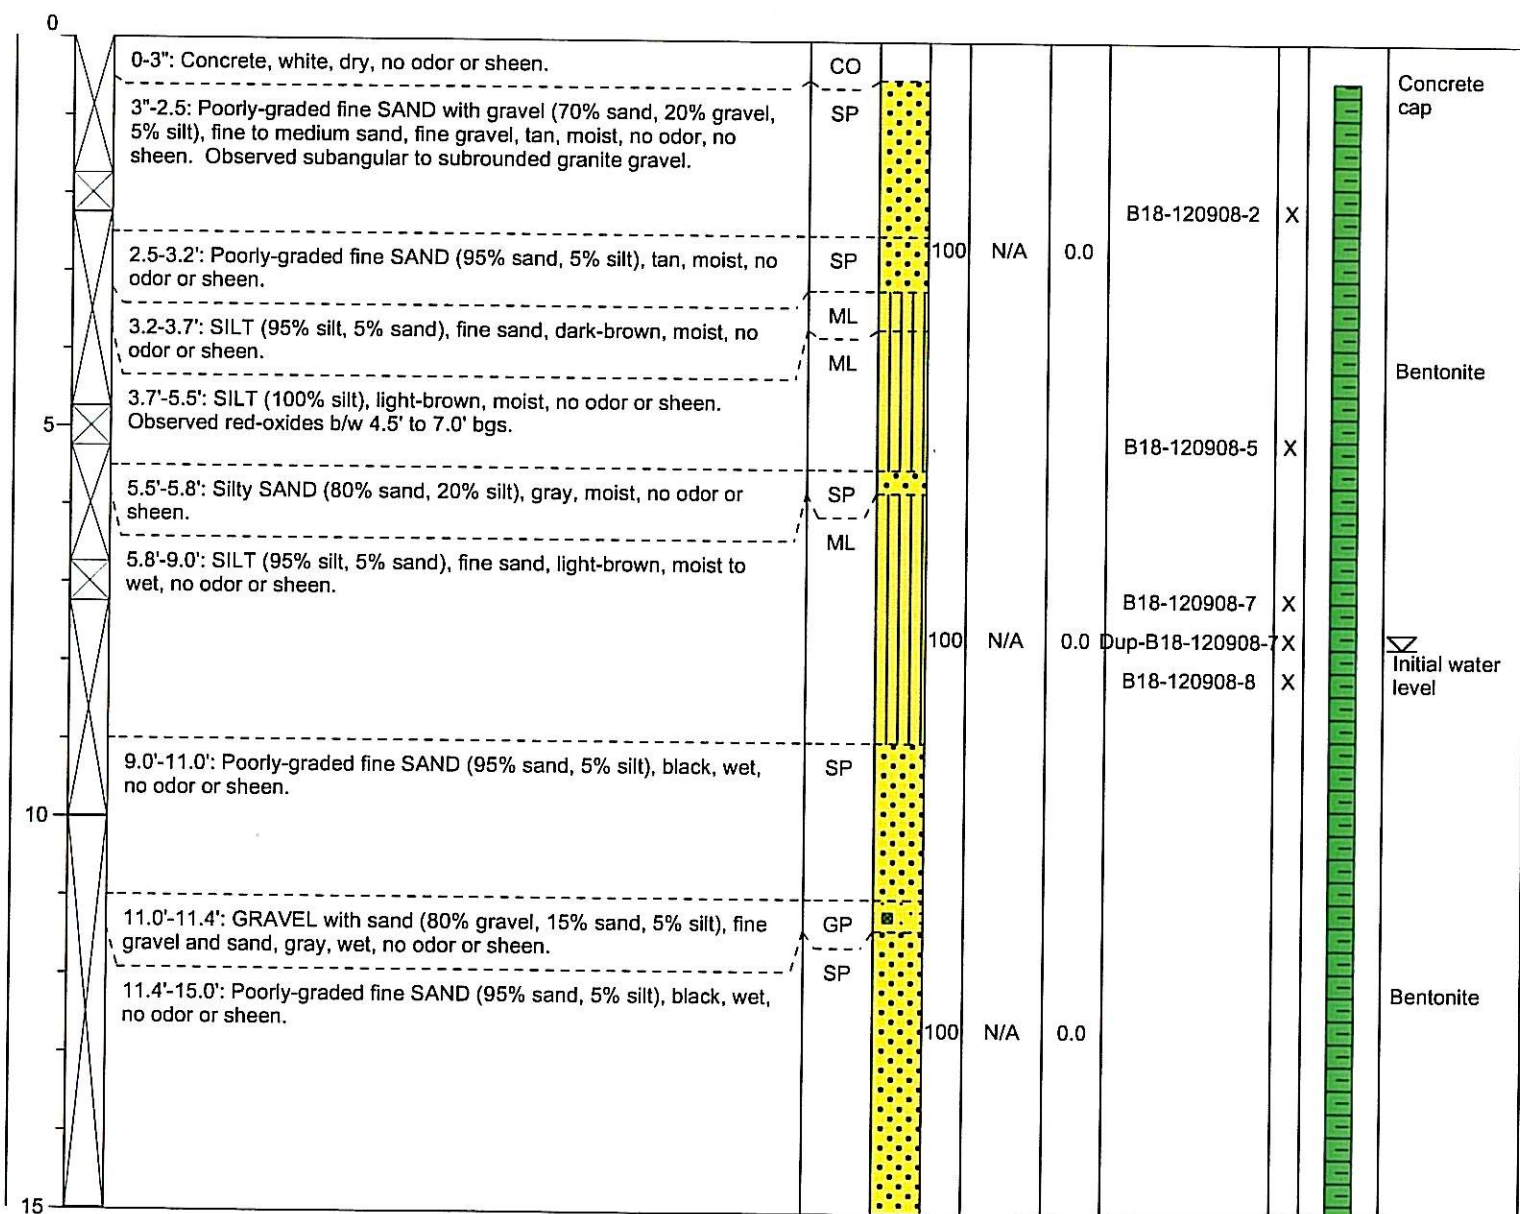 0
0-3": Concrete, white, dry, no odor or sheen.
CO
Concrete
cap
3"-2.5: Poorly-graded fine SAND with gravel (70% sand, 20% gravel,
5% silt), fine to medium sand, fine gravel, tan, moist, no odor, no
sheen. Observed subangular to subrounded granite gravel.
SP
B18-120908-2 X
2.5-3.2': Poorly-graded fine SAND (95% sand, 5% silt), tan, moist, no
odor or sheen.
SP
100 N/A 0.0
3.2-3.7': SILT (95% silt, 5% sand), fine sand, dark-brown, moist, no
odor or sheen.
ML
ML
Bentonite
3.7'-5.5': SILT (100% silt), light-brown, moist, no odor or sheen.
Observed red-oxides b/w 4.5' to 7.0' bgs.
5
B18-120908-5 X
5.5'-5.8': Silty SAND (80% sand, 20% silt), gray, moist, no odor or
sheen.
SP
ML
5.8'-9.0': SILT (95% silt, 5% sand), fine sand, light-brown, moist to
wet, no odor or sheen.
B18-120908-7 X
100 N/A 0.0 Dup-B18-120908-7 X
Initial water
level
B18-120908-8 X
9.0'-11.0': Poorly-graded fine SAND (95% sand, 5% silt), black, wet,
no odor or sheen.
SP
10
11.0'-11.4': GRAVEL with sand (80% gravel, 15% sand, 5% silt), fine
gravel and sand, gray, wet, no odor or sheen.
GP
SP
11.4'-15.0': Poorly-graded fine SAND (95% sand, 5% silt), black, wet,
no odor or sheen.
Bentonite
100 N/A 0.0
15